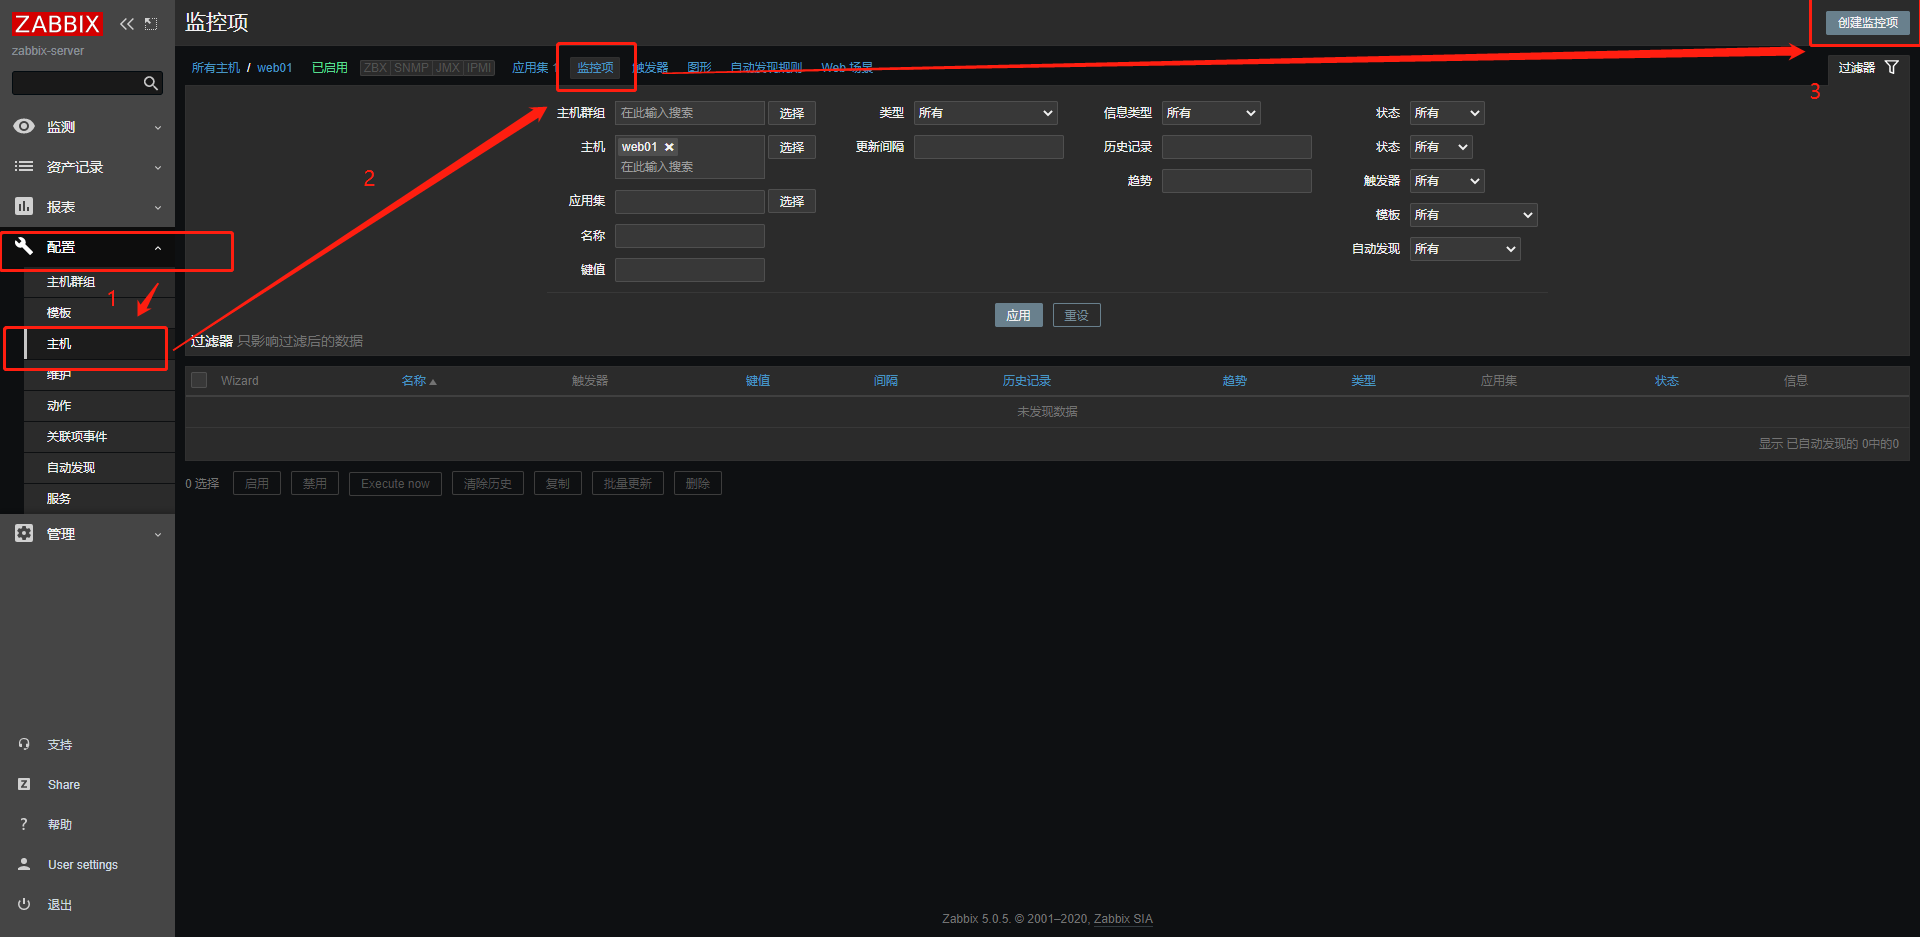 ZABBIX
zabbix-server
监测
资产记录
报表
配置
主机群组
模板
主机
维护
动作
关联项事件
自动发现
服务
管理
支持
Share
帮助
User settings
退出
监控项
创建监控项
所有主机 / web01 已启用 ZBX SNMP JMX IPMI 应用集 1 监控项 触发器 图形 自动发现规则 Web 场景
过滤器
主机群组 在此输入搜索 选择 类型 所有 信息类型 所有 状态 所有
主机 web01 选择 更新间隔 历史记录 状态 所有
在此输入搜索
趋势 触发器 所有
应用集 选择
模板 所有
名称
自动发现 所有
键值
应用 重设
过滤器 只影响过滤后的数据
Wizard 名称 触发器 键值 间隔 历史记录 趋势 类型 应用集 状态 信息
未发现数据
显示 已自动发现的 0中的0
0 选择 启用 禁用 Execute now 清除历史 复制 批量更新 删除
Zabbix 5.0.5. © 2001–2020, Zabbix SIA
1
2
3